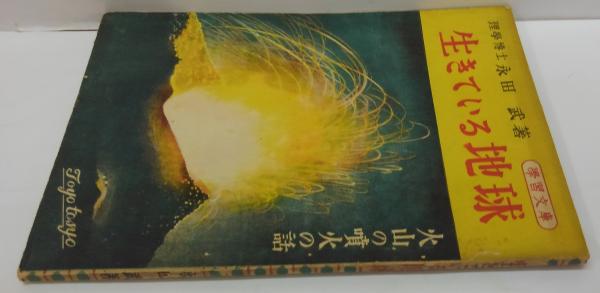 理學博士 永田 武著
生きている地球
學習文庫
火山の噴火の話
Toyotosyo